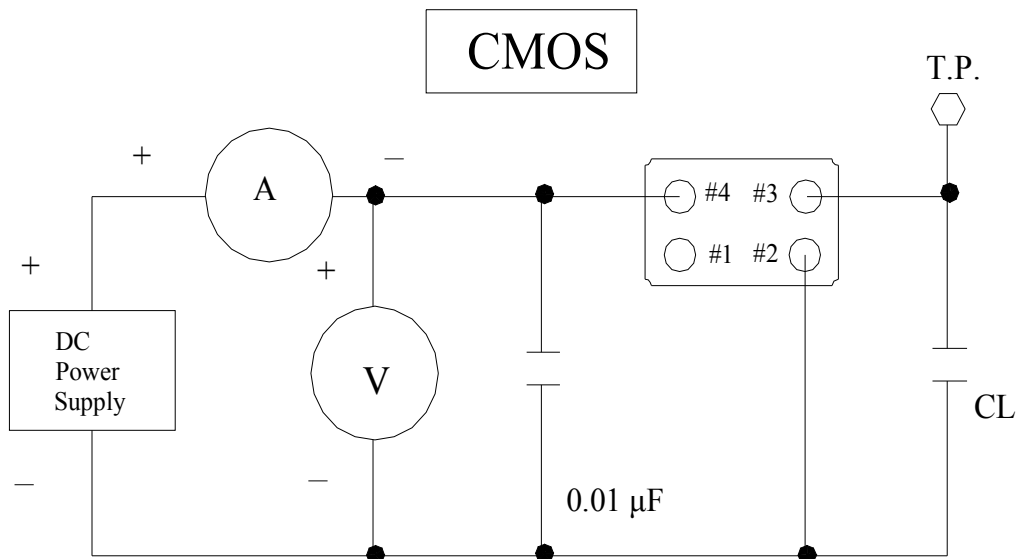 CMOS
T.P.
+
–
A
#4 #3
+
+
#1 #2
DC
Power
Supply
V
CL
–
–
0.01 μF